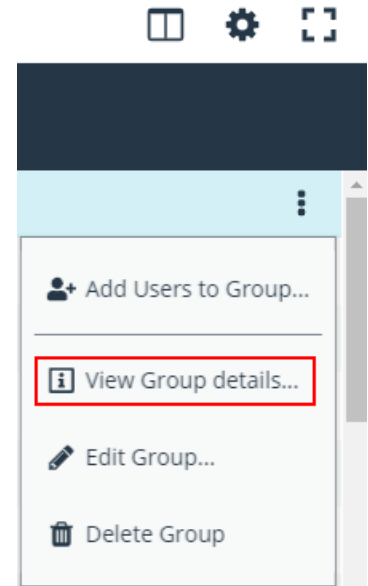 Add Users to Group...
View Group details...
Edit Group...
Delete Group